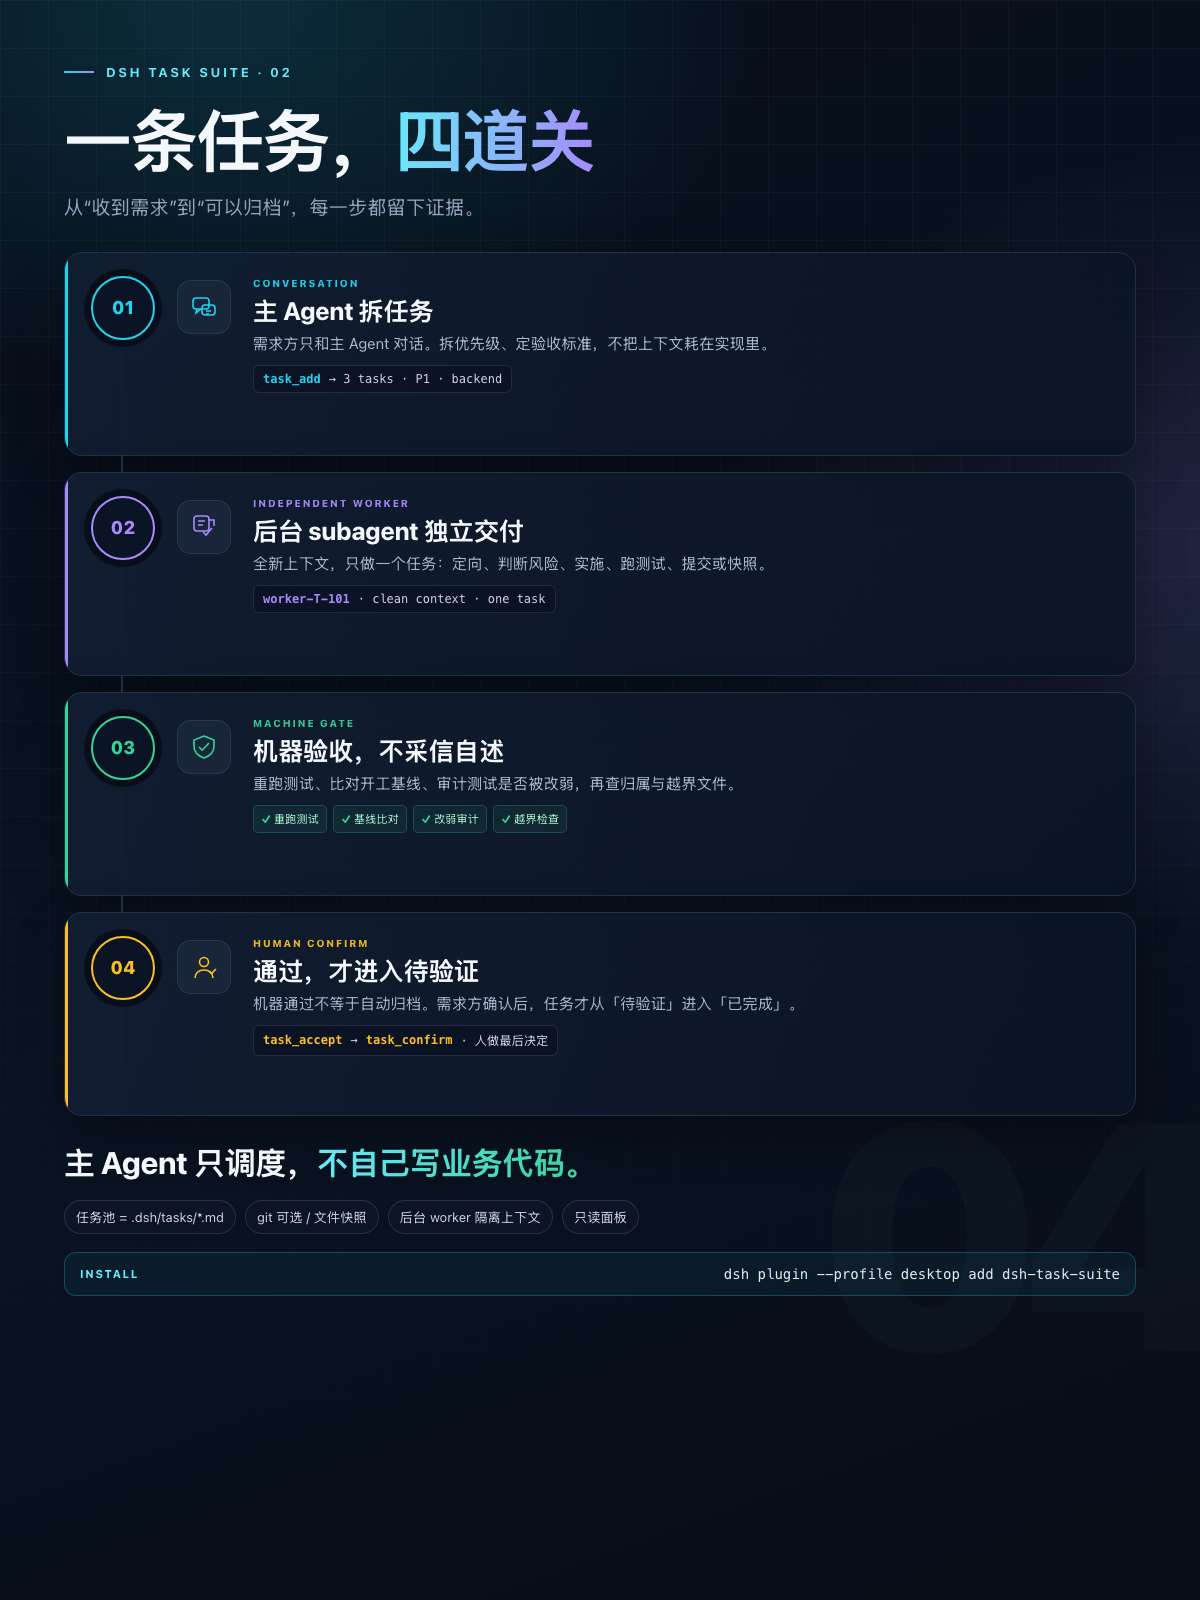 DSH TASK SUITE · 02
一条任务，四道关
从“收到需求”到“可以归档”，每一步都留下证据。
01
CONVERSATION
主 Agent 拆任务
需求方只和主 Agent 对话。拆优先级、定验收标准，不把上下文耗在实现里。
task_add → 3 tasks · P1 · backend
02
INDEPENDENT WORKER
后台 subagent 独立交付
全新上下文，只做一个任务：定向、判断风险、实施、跑测试、提交或快照。
worker-T-101 · clean context · one task
03
MACHINE GATE
机器验收，不采信自述
重跑测试、比对开工基线、审计测试是否被改弱，再查归属与越界文件。
✓ 重跑测试 ✓ 基线比对 ✓ 改弱审计 ✓ 越界检查
04
HUMAN CONFIRM
通过，才进入待验证
机器通过不等于自动归档。需求方确认后，任务才从「待验证」进入「已完成」。
task_accept → task_confirm · 人做最后决定
主 Agent 只调度，不自己写业务代码。
任务池 = .dsh/tasks/*.md git 可选 / 文件快照 后台 worker 隔离上下文 只读面板
INSTALL dsh plugin --profile desktop add dsh-task-suite
04